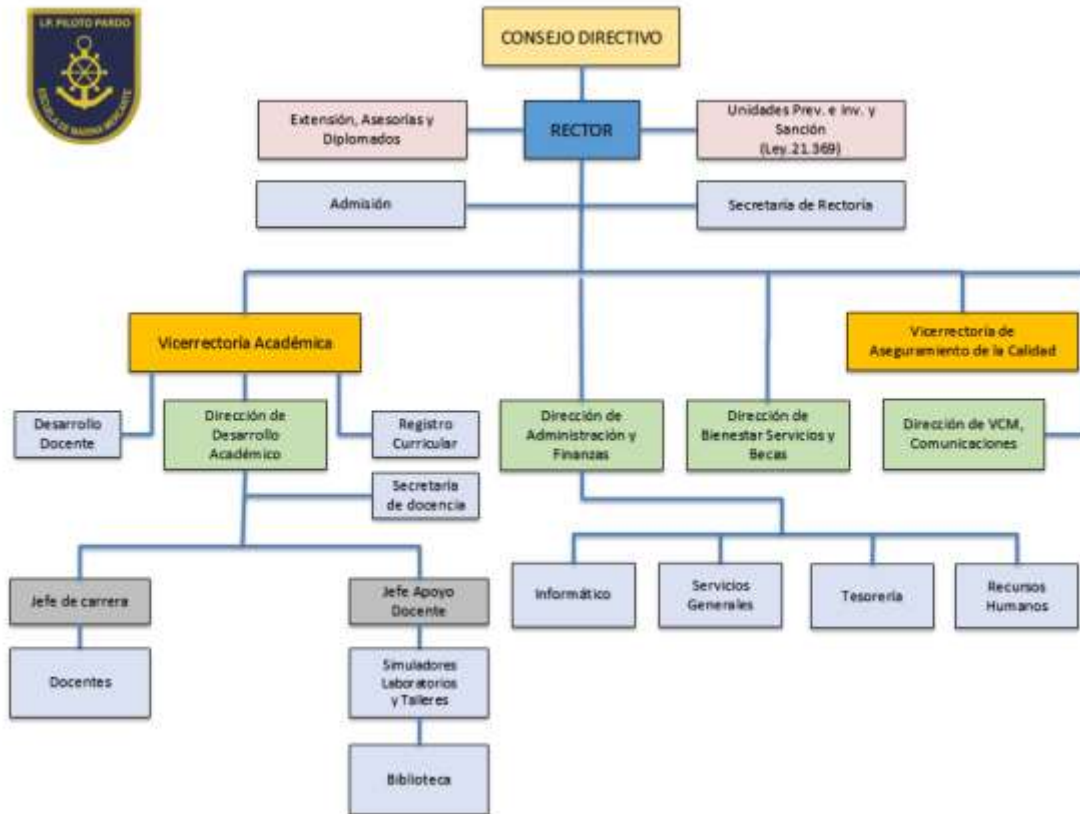 I.P. PILOTO PARDO
ESCUELA DE MARINA MERCANTE
CONSEJO DIRECTIVO
Extensión, Asesorías y
Diplomados
RECTOR
Unidades Prev. e Inv. y
Sanción
(Ley.21.369)
Admisión
Secretaría de Rectoría
Vicerrectoría Académica
Vicerrectoría de
Aseguramiento de la Calidad
Desarrollo
Docente
Dirección de
Desarrollo
Académico
Registro
Curricular
Dirección de
Administración y
Finanzas
Dirección de
Bienestar Servicios y
Becas
Dirección de VCM,
Comunicaciones
Secretaría
de docencia
Jefe de carrera
Jefe Apoyo
Docente
Informático
Servicios
Generales
Tesorería
Recursos
Humanos
Docentes
Simuladores
Laboratorios
y Talleres
Biblioteca